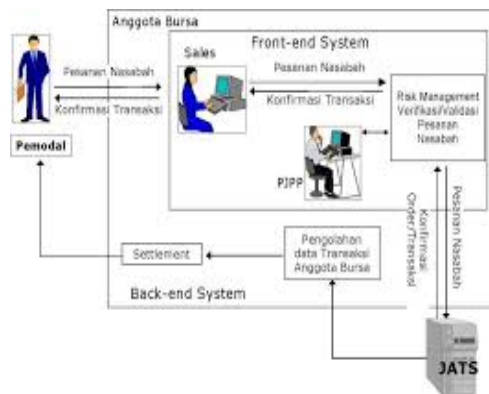 Anggota Bursa
Front-end System
Sales
Pesanan Nasabah
Konfirmasi Transaksi
Pesanan Nasabah
Konfirmasi Transaksi
Risk Management
Verifikasi/Validasi
Pesanan
Nasabah
Pemodal
PJPP
Konfirmasi
Order/Transaksi
Pesanan Nasabah
Settlement
Pengolahan
data Transaksi
Anggota Bursa
Back-end System
JATS